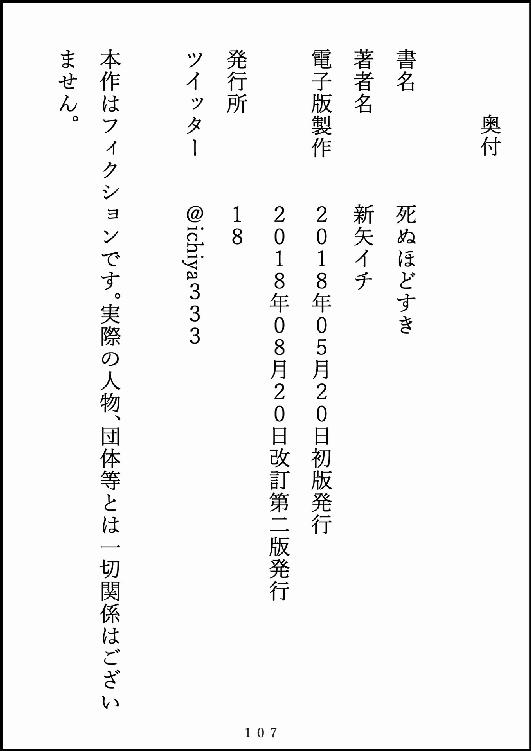 奥付
書名　死ぬほどすき
著者名　新矢イチ
電子版製作　２０１８年０５月２０日初版発行
２０１８年０８月２０日改訂第二版発行
発行所　１８
ツイッター　@ichiya３３３
本作はフィクションです。実際の人物、団体等とは一切関係はござい
ません。
107